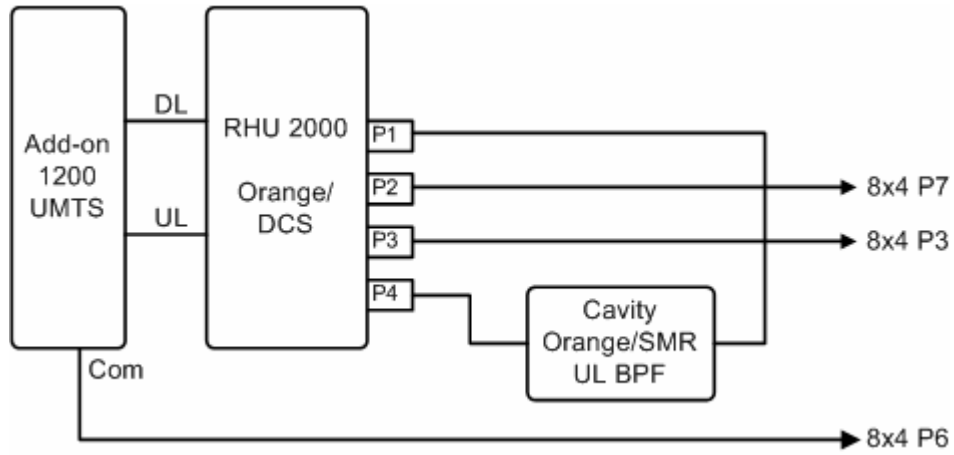 Add-on
1200
UMTS
DL
UL
RHU 2000
Orange/
DCS
P1
P2
P3
P4
8x4 P7
8x4 P3
Cavity
Orange/SMR
UL BPF
Com
8x4 P6